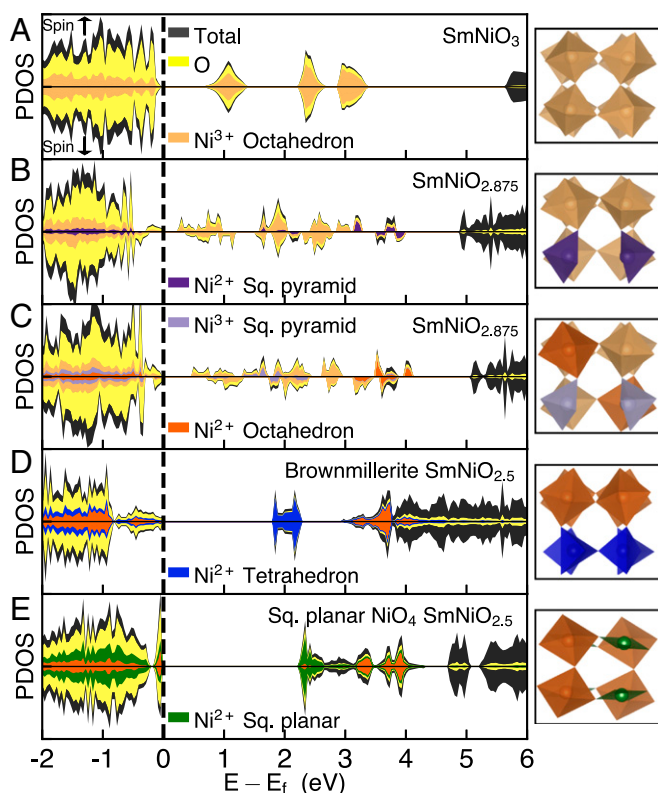 A
Spin
Total
O
SmNiO₃
PDOS
Spin
Ni³⁺ Octahedron
B
SmNiO₂.₈₇₅
PDOS
Ni²⁺ Sq. pyramid
C
Ni³⁺ Sq. pyramid
SmNiO₂.₈₇₅
PDOS
Ni²⁺ Octahedron
D
Brownmillerite SmNiO₂.₅
PDOS
Ni²⁺ Tetrahedron
E
Sq. planar NiO₄ SmNiO₂.₅
PDOS
Ni²⁺ Sq. planar
-2 -1 0 1 2 3 4 5 6
E − E_f (eV)